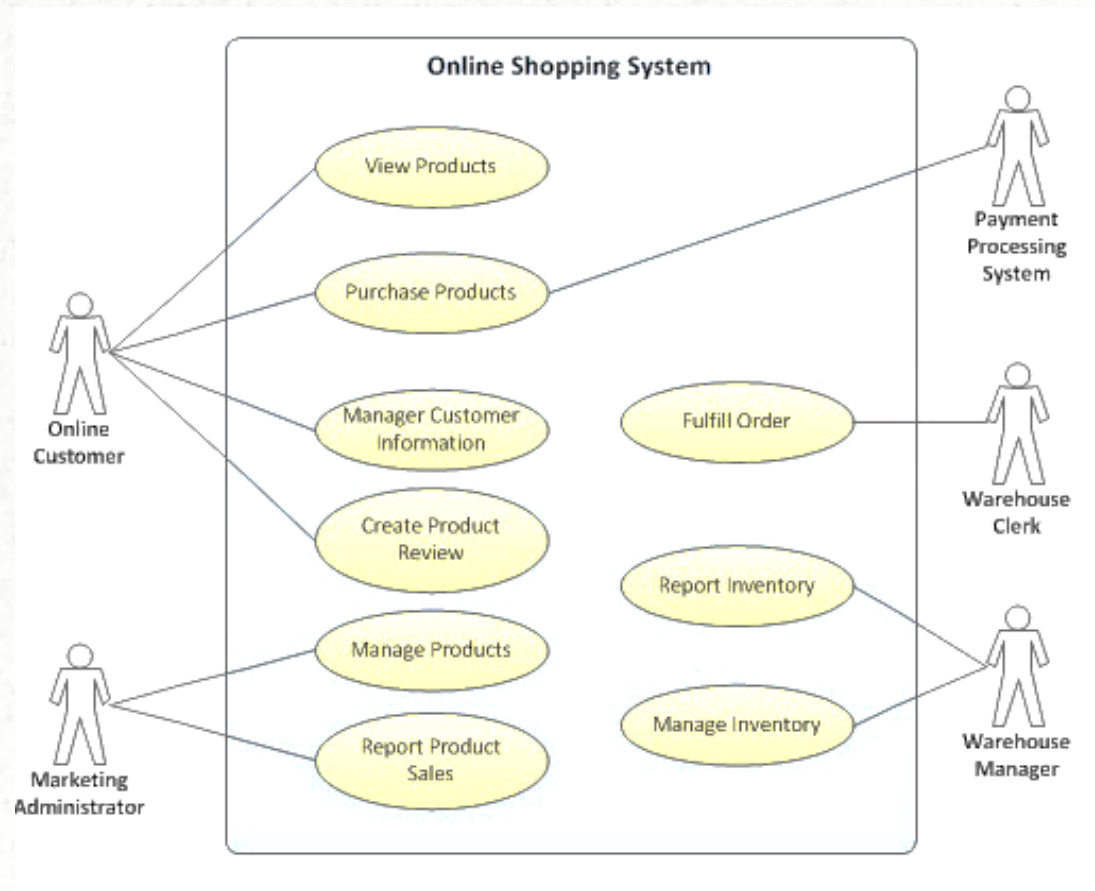 Online Shopping System
View Products
Purchase Products
Manager Customer
Information
Create Product
Review
Manage Products
Report Product
Sales
Fulfill Order
Report Inventory
Manage Inventory
Online
Customer
Marketing
Administrator
Payment
Processing
System
Warehouse
Clerk
Warehouse
Manager